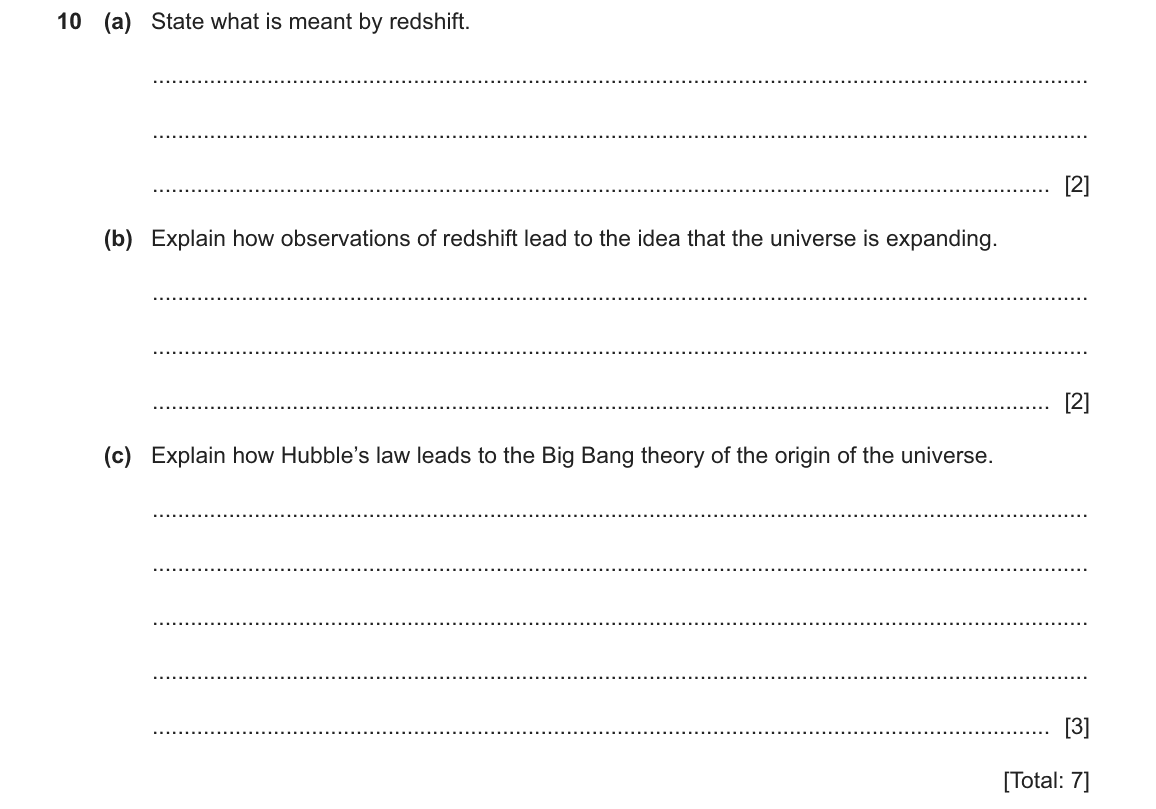 10 (a) State what is meant by redshift.
..........................................................................................................................................................
..........................................................................................................................................................
.................................................................................................................................................... [2]
(b) Explain how observations of redshift lead to the idea that the universe is expanding.
..........................................................................................................................................................
..........................................................................................................................................................
.................................................................................................................................................... [2]
(c) Explain how Hubble’s law leads to the Big Bang theory of the origin of the universe.
..........................................................................................................................................................
..........................................................................................................................................................
..........................................................................................................................................................
..........................................................................................................................................................
.................................................................................................................................................... [3]
[Total: 7]